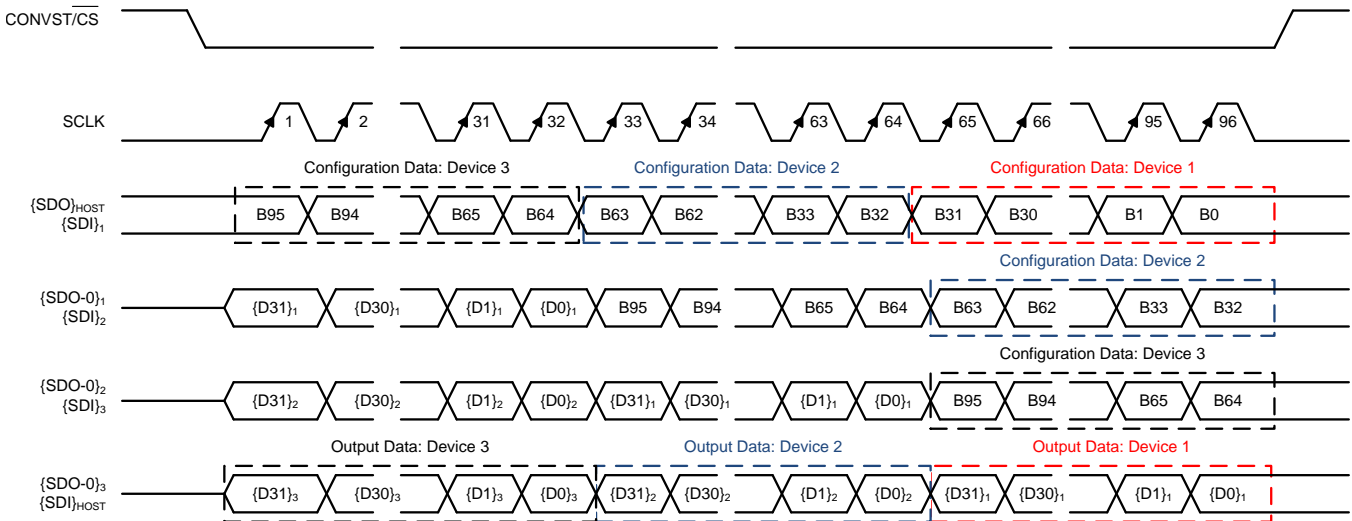 CONVST/CS
SCLK
1 2 31 32 33 34 63 64 65 66 95 96
Configuration Data: Device 3 Configuration Data: Device 2 Configuration Data: Device 1
{SDO}HOST
{SDI}1
B95 B94 B65 B64 B63 B62 B33 B32 B31 B30 B1 B0
Configuration Data: Device 2
{SDO-0}1
{SDI}2
{D31}1 {D30}1 {D1}1 {D0}1 B95 B94 B65 B64 B63 B62 B33 B32
Configuration Data: Device 3
{SDO-0}2
{SDI}3
{D31}2 {D30}2 {D1}2 {D0}2 {D31}1 {D30}1 {D1}1 {D0}1 B95 B94 B65 B64
Output Data: Device 3 Output Data: Device 2 Output Data: Device 1
{SDO-0}3
{SDI}HOST
{D31}3 {D30}3 {D1}3 {D0}3 {D31}2 {D30}2 {D1}2 {D0}2 {D31}1 {D30}1 {D1}1 {D0}1